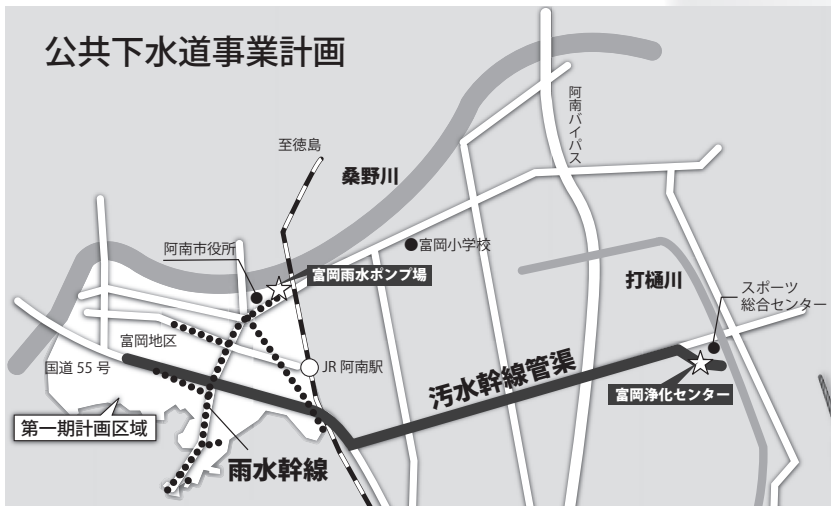 公共下水道事業計画
阿南バイパス
至徳島
桑野川
阿南市役所
富岡小学校
富岡雨水ポンプ場
打樋川
スポーツ
総合センター
富岡地区
国道55号
JR阿南駅
汚水幹線管渠
富岡浄化センター
第一期計画区域
雨水幹線